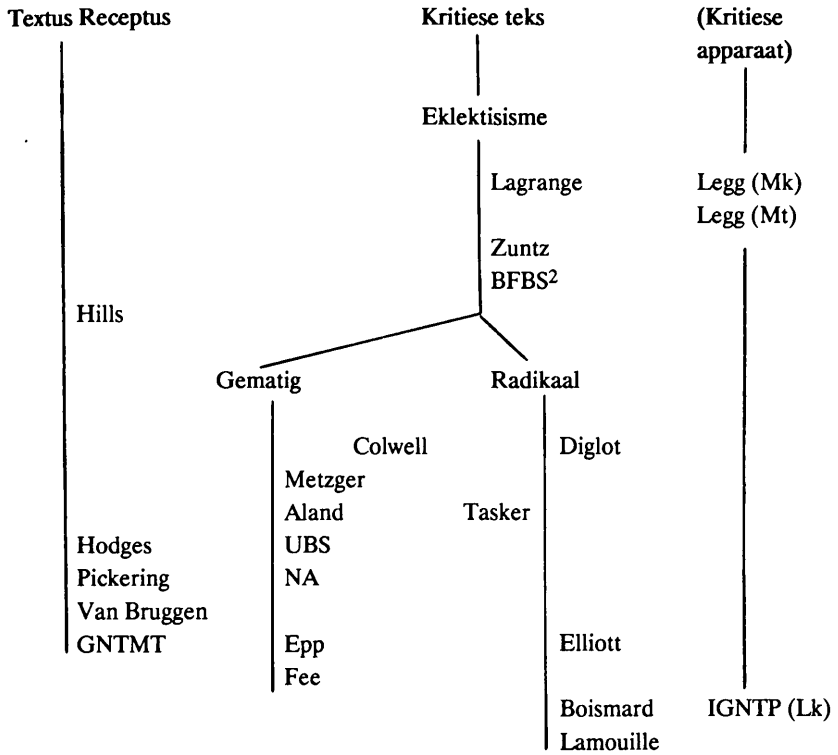 Textus Receptus
Kritiese teks
(Kritiese
apparaat)
Eklektisisme
Lagrange
Legg (Mk)
Legg (Mt)
Zuntz
BFBS²
Hills
Gematig
Radikaal
Colwell
Diglot
Metzger
Aland
Tasker
Hodges
UBS
Pickering
NA
Van Bruggen
GNTMT
Epp
Elliott
Fee
Boismard
IGNTP (Lk)
Lamouille